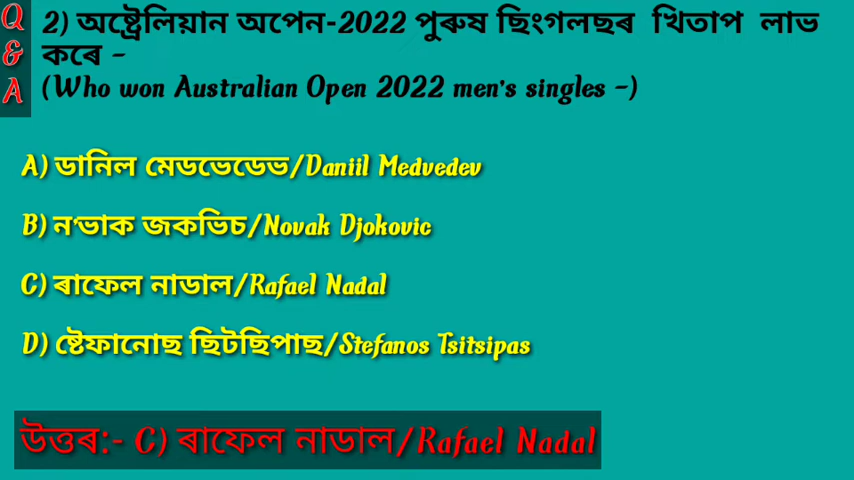 Q
&
A
2) অষ্ট্ৰেলিয়ান অপেন-2022 পুৰুষ ছিংগলছৰ খিতাপ লাভ
কৰে –
(Who won Australian Open 2022 men's singles –)
A) ডানিল মেডভেডেভ/Daniil Medvedev
B) ন'ভাক জকভিচ/Novak Djokovic
C) ৰাফেল নাডাল/Rafael Nadal
D) ষ্টেফানোছ ছিটছিপাছ/Stefanos Tsitsipas
উত্তৰ:- C) ৰাফেল নাডাল/Rafael Nadal